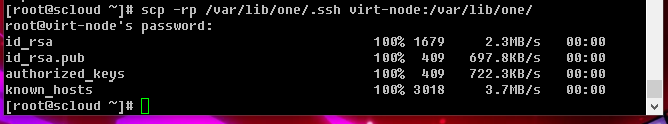 [root@scloud ~]# scp -rp /var/lib/one/.ssh virt-node:/var/lib/one/
root@virt-node's password:
id_rsa 100% 1679 2.3MB/s 00:00
id_rsa.pub 100% 409 697.8KB/s 00:00
authorized_keys 100% 409 722.3KB/s 00:00
known_hosts 100% 3018 3.7MB/s 00:00
[root@scloud ~]#